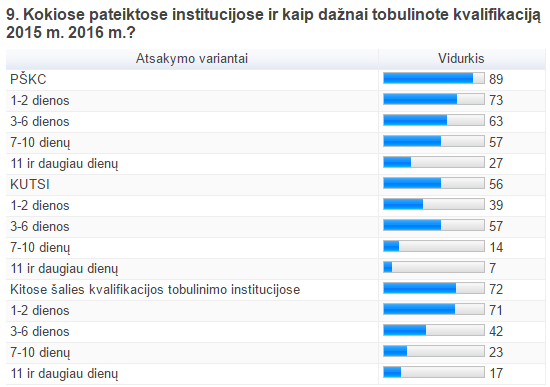 9. Kokiose pateiktose institucijose ir kaip dažnai tobulinote kvalifikaciją
2015 m. 2016 m.?
Atsakymo variantai Vidurkis
PŠKC 89
1-2 dienos 73
3-6 dienos 63
7-10 dienų 57
11 ir daugiau dienų 27
KUTSI 56
1-2 dienos 39
3-6 dienos 57
7-10 dienų 14
11 ir daugiau dienų 7
Kitose šalies kvalifikacijos tobulinimo institucijose 72
1-2 dienos 71
3-6 dienos 42
7-10 dienų 23
11 ir daugiau dienų 17